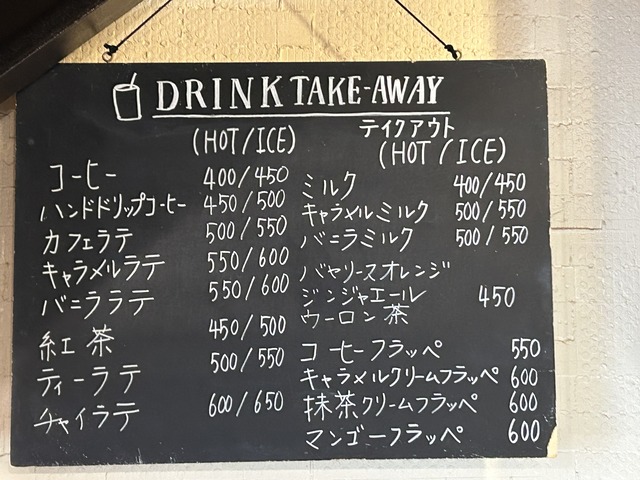 DRINK TAKE-AWAY
テイクアウト
(HOT/ICE)
コーヒー 400/450
ハンドドリップコーヒー 450/500
カフェラテ 500/550
キャラメルラテ 550/600
バニララテ 550/600
紅茶 450/500
ティーラテ 500/550
チャイラテ 600/650
(HOT/ICE)
ミルク 400/450
キャラメルミルク 500/550
バニラミルク 500/550
バヤリースオレンジ
ジンジャエール 450
ウーロン茶
コーヒーフラッペ 550
キャラメルクリームフラッペ 600
抹茶クリームフラッペ 600
マンゴーフラッペ 600